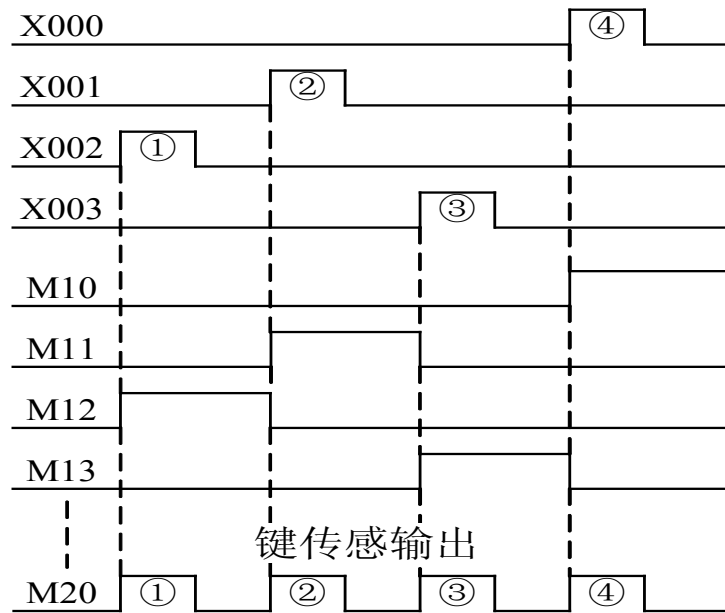 X000 ④
X001 ②
X002 ①
X003 ③
M10
M11
M12
M13
键传感输出
M20 ① ② ③ ④